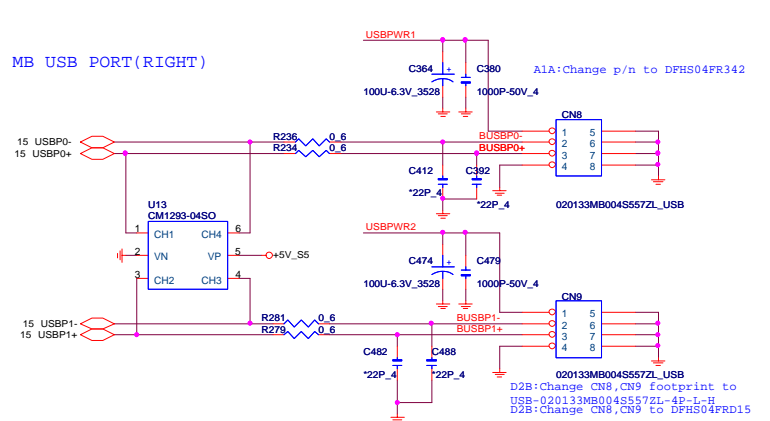 USBPWR1
MB USB PORT(RIGHT)
C364
C380
A1A:Change p/n to DFHS04FR342
+
100U-6.3V_3528
1000P-50V_4
CN8
15 USBP0-
R236
0_6
BUSBP0-
1 5
2 6
15 USBP0+
R234
0_6
BUSBP0+
3 7
4 8
C412
C392
*22P_4
*22P_4
020133MB004S557ZL_USB
U13
CM1293-04SO
1 CH1 CH4 6
2 VN VP 5
+5V_S5
3 CH2 CH3 4
USBPWR2
C474
C479
+
100U-6.3V_3528
1000P-50V_4
CN9
15 USBP1-
R281
0_6
BUSBP1-
1 5
2 6
15 USBP1+
R279
0_6
BUSBP1+
3 7
4 8
C482
C488
*22P_4
*22P_4
020133MB004S557ZL_USB
D2B:Change CN8,CN9 footprint to
USB-020133MB004S557ZL-4P-L-H
D2B:Change CN8,CN9 to DFHS04FRD15